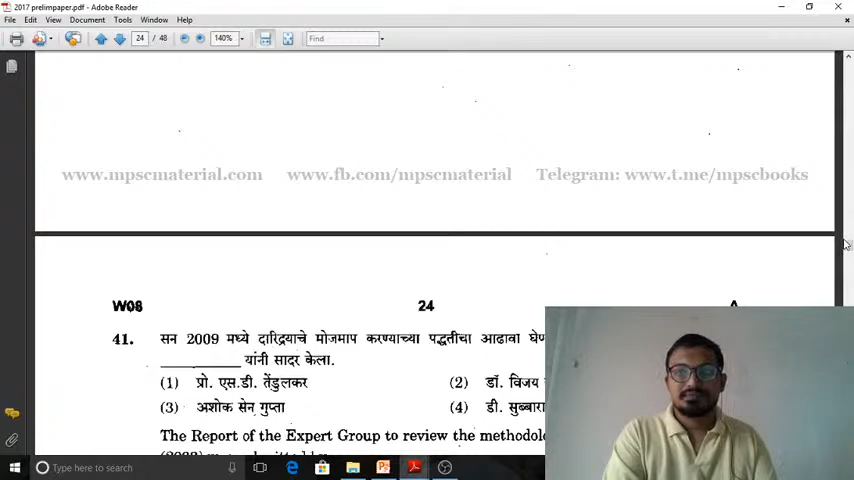 2017 prelimpaper.pdf - Adobe Reader
File Edit View Document Tools Window Help
24 / 48 140% Find
www.mpscmaterial.com www.fb.com/mpscmaterial Telegram: www.t.me/mpscbooks
W08 24
41. सन 2009 मध्ये दारिद्र्याचे मोजमाप करण्याच्या पद्धतीचा आढावा
यांनी सादर केला.
(1) प्रो. एस.डी. तेंडुलकर (2) डॉ. विजय
(3) अशोक सेन गुप्ता (4) डी. सुब्बारा
The Report of the Expert Group to review the
Type here to search